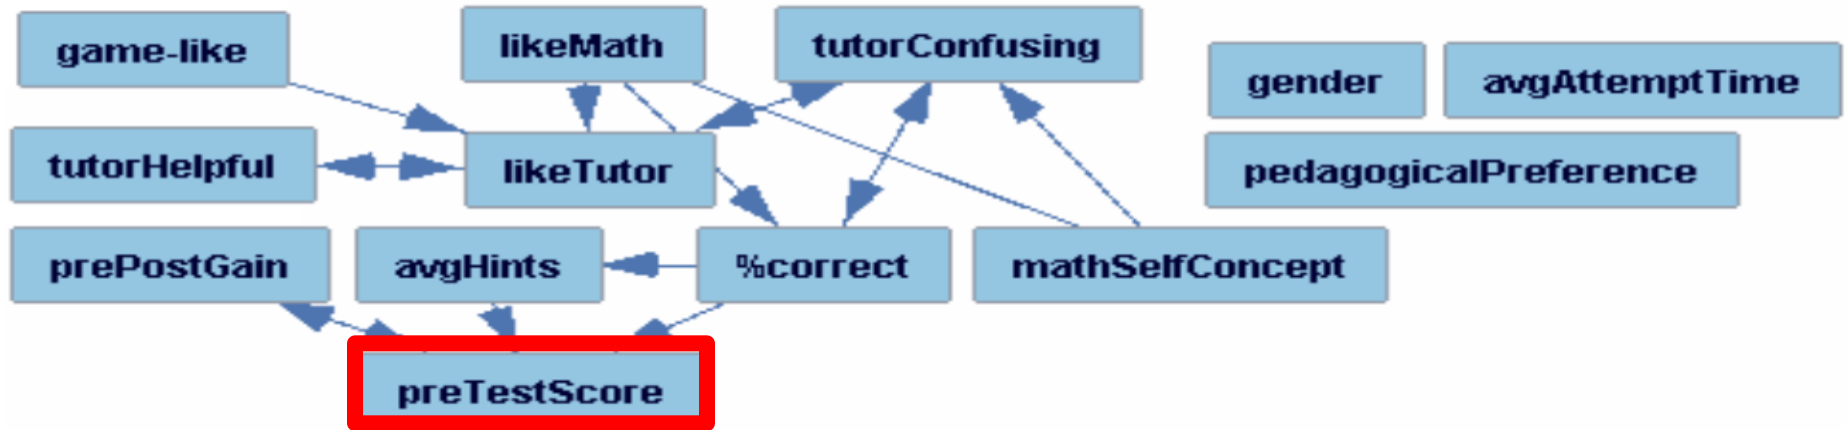 game-like
likeMath
tutorConfusing
gender
avgAttemptTime
tutorHelpful
likeTutor
pedagogicalPreference
prePostGain
avgHints
%correct
mathSelfConcept
preTestScore